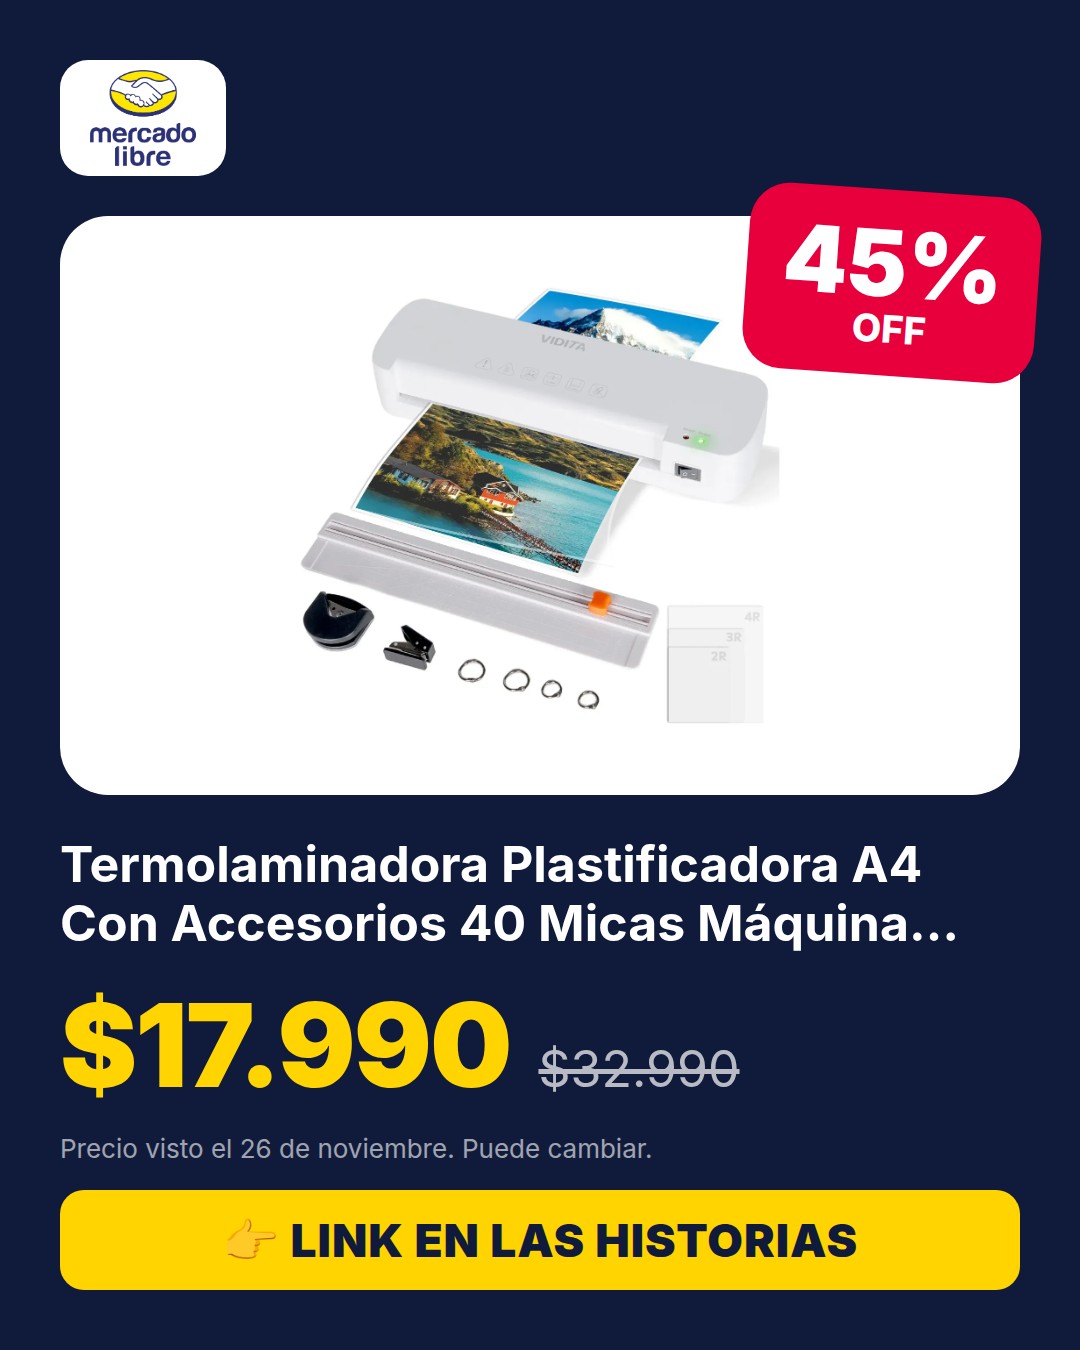 mercado
libre
45%
OFF
VIDITA
4R
3R
2R
Termolaminadora Plastificadora A4
Con Accesorios 40 Micas Máquina...
$17.990 $32.990
Precio visto el 26 de noviembre. Puede cambiar.
👉 LINK EN LAS HISTORIAS